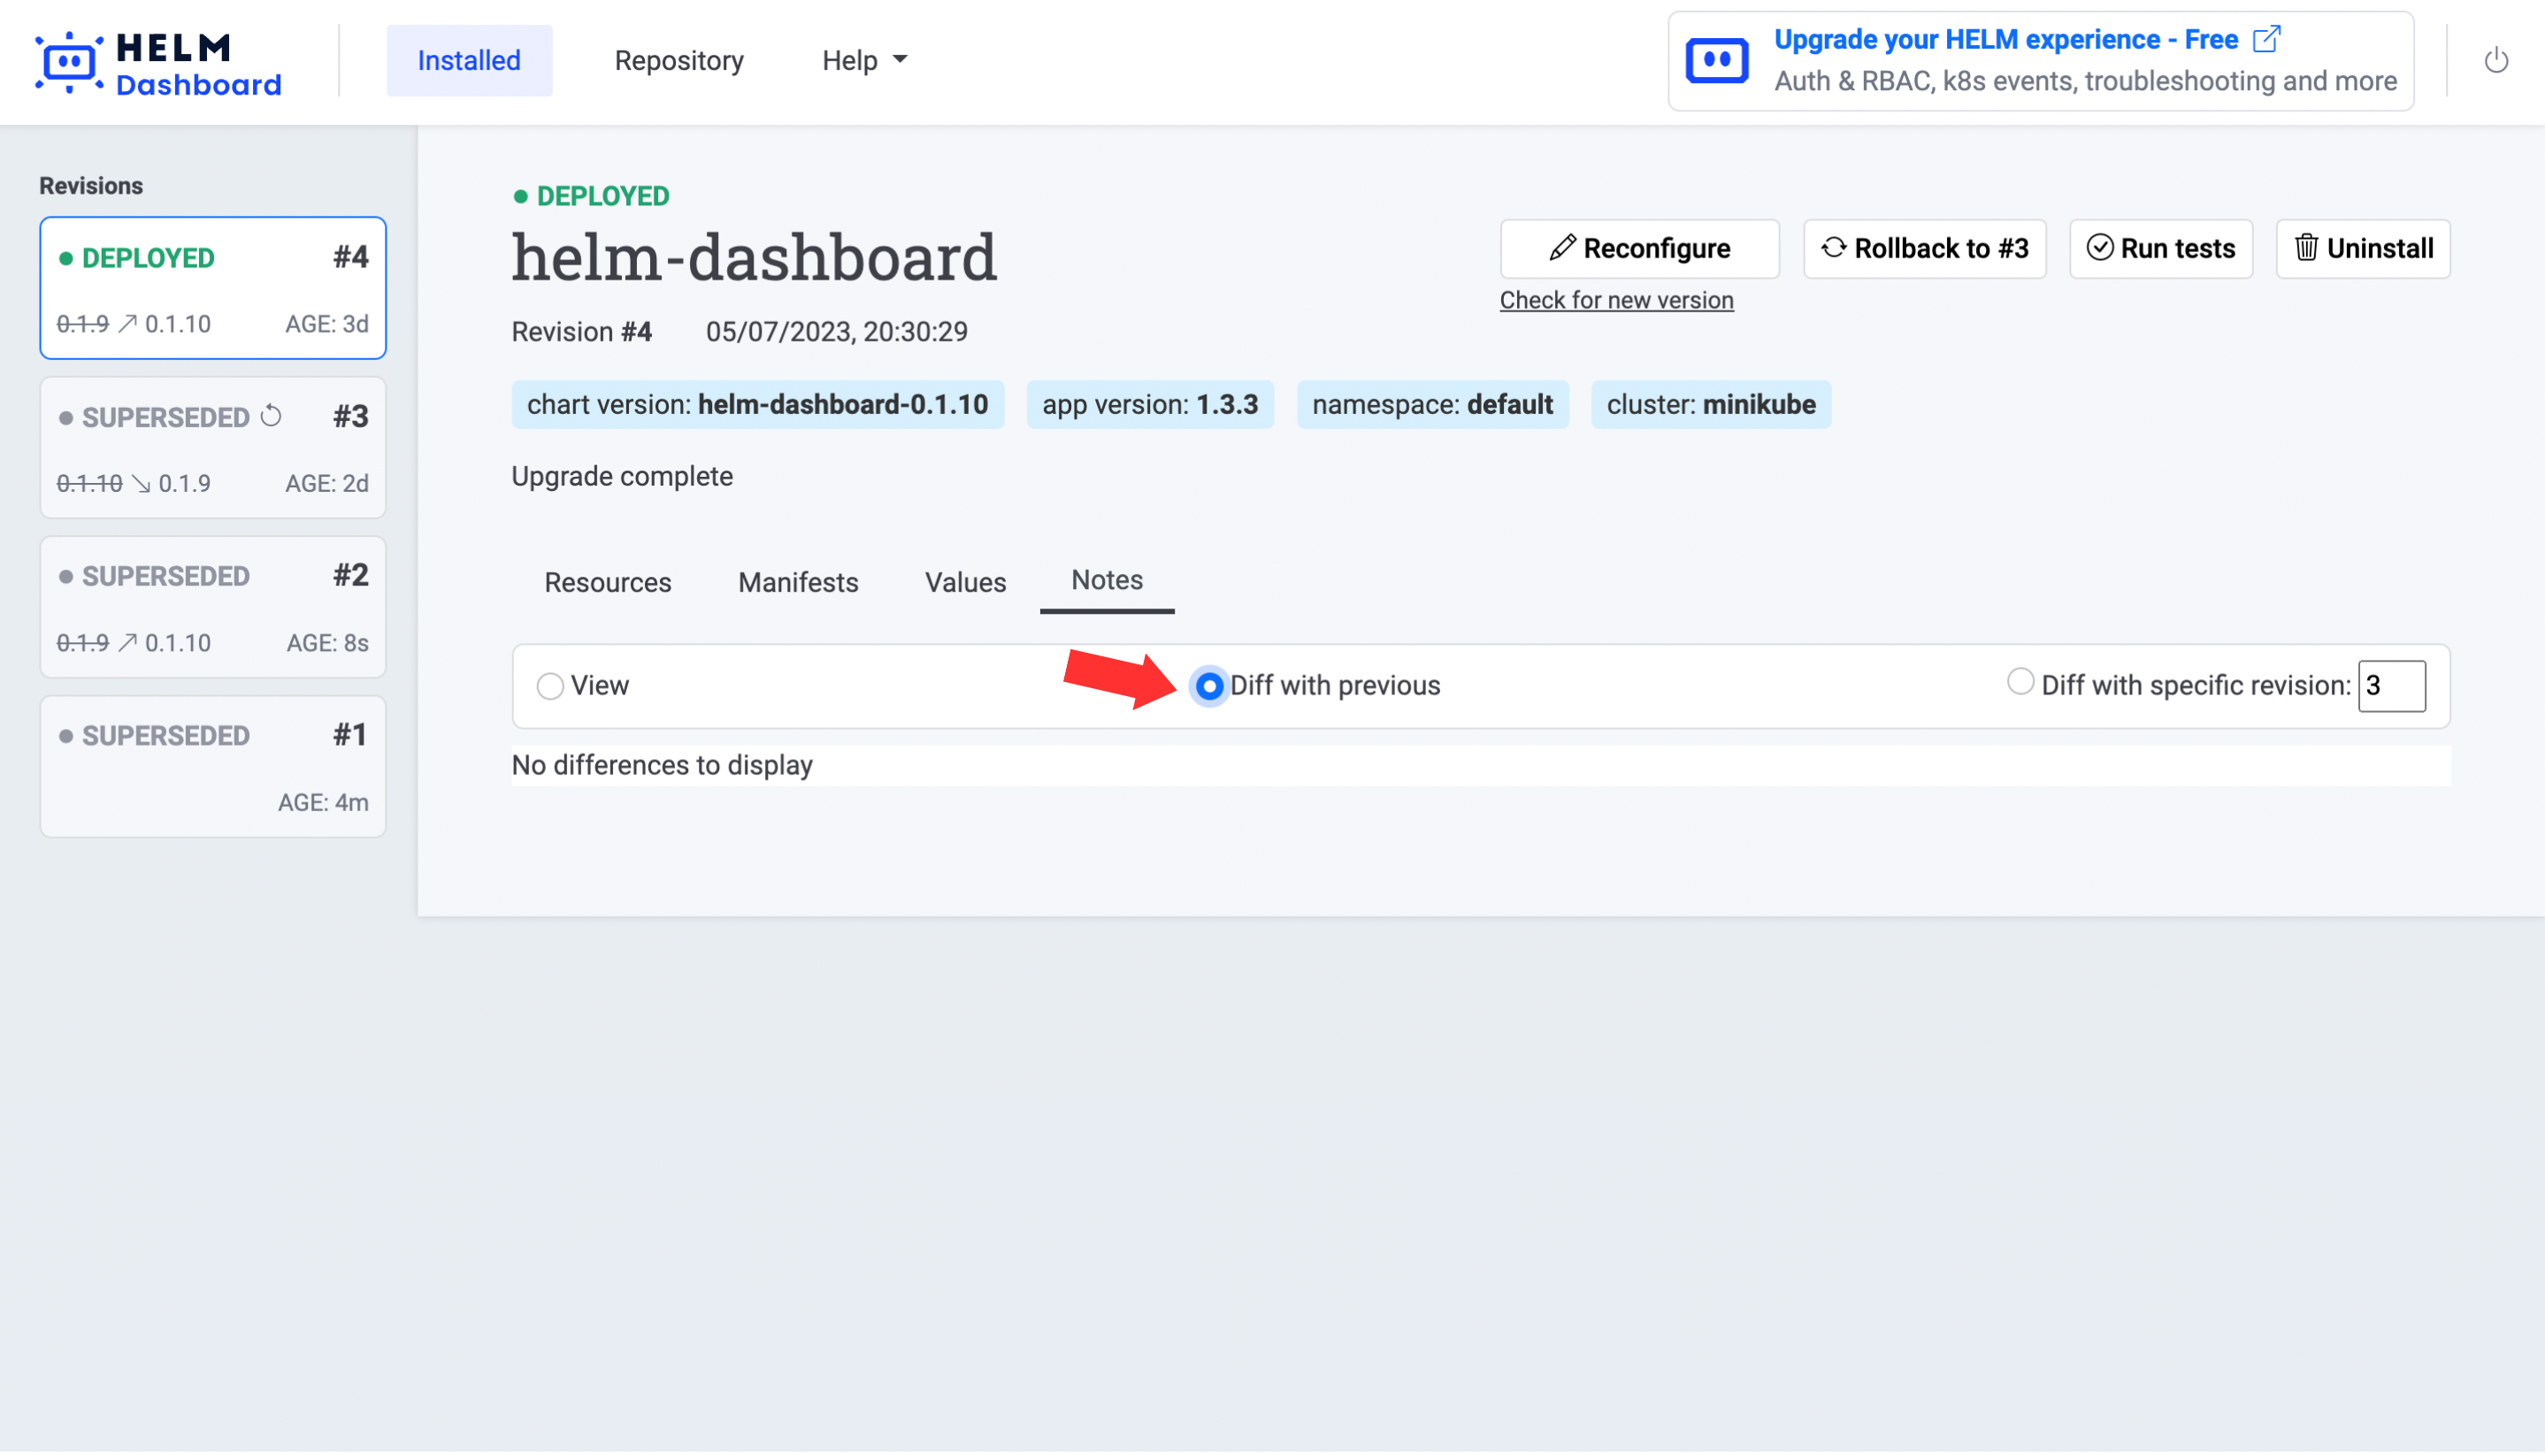 HELM
Dashboard
Installed
Repository
Help
Upgrade your HELM experience - Free
Auth & RBAC, k8s events, troubleshooting and more
Revisions
DEPLOYED #4
0.1.9 0.1.10 AGE: 3d
SUPERSEDED #3
0.1.10 0.1.9 AGE: 2d
SUPERSEDED #2
0.1.9 0.1.10 AGE: 8s
SUPERSEDED #1
AGE: 4m
DEPLOYED
helm-dashboard
Reconfigure
Rollback to #3
Run tests
Uninstall
Check for new version
Revision #4 05/07/2023, 20:30:29
chart version: helm-dashboard-0.1.10
app version: 1.3.3
namespace: default
cluster: minikube
Upgrade complete
Resources
Manifests
Values
Notes
View
Diff with previous
Diff with specific revision: 3
No differences to display